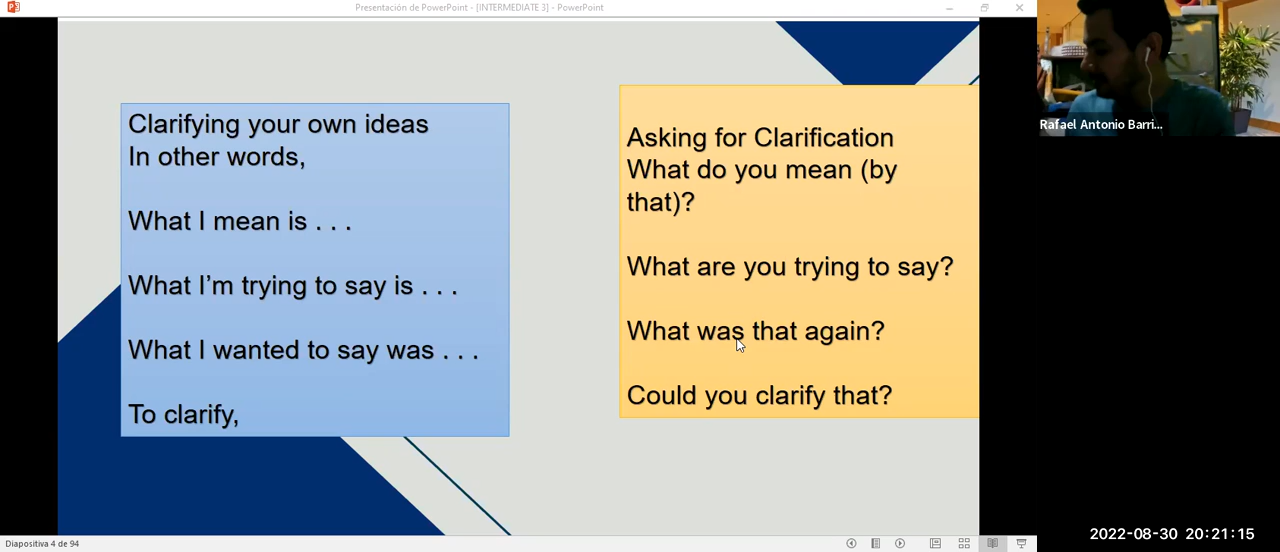 Presentación de PowerPoint - [INTERMEDIATE 3] - PowerPoint
Clarifying your own ideas
In other words,
What I mean is . . .
What I’m trying to say is . . .
What I wanted to say was . . .
To clarify,
Asking for Clarification
What do you mean (by
that)?
What are you trying to say?
What was that again?
Could you clarify that?
Rafael Antonio Barri...
Diapositiva 4 de 94
2022-08-30 20:21:15